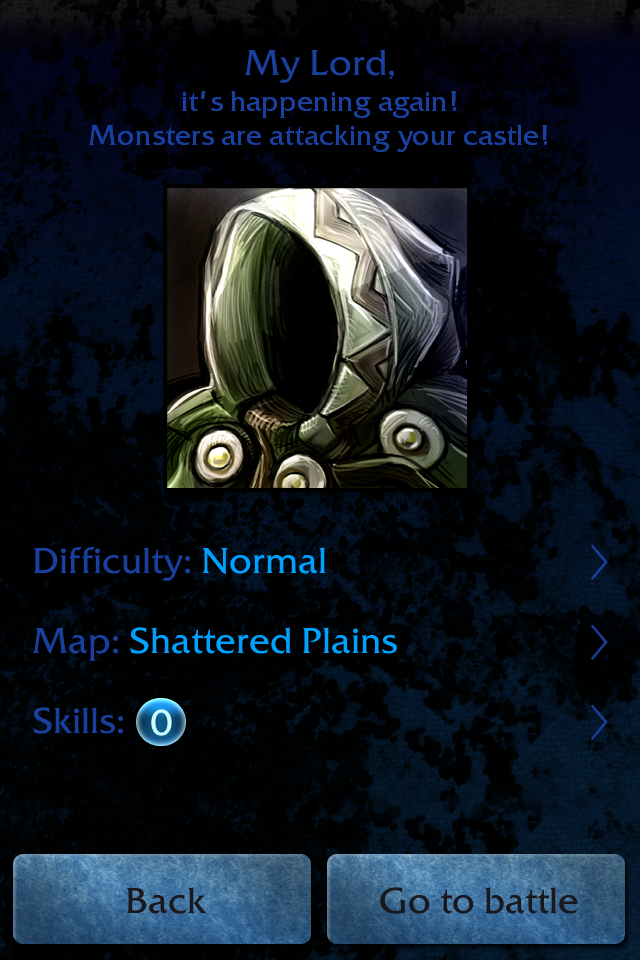 My Lord,
it's happening again!
Monsters are attacking your castle!
Difficulty: Normal
Map: Shattered Plains
Skills: 0
Back
Go to battle